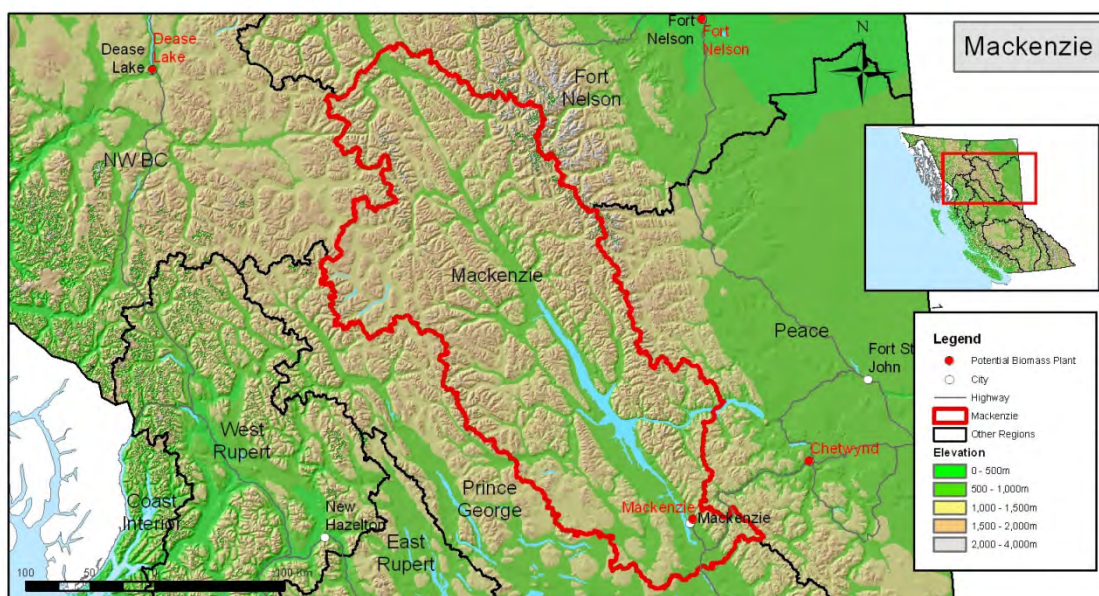 Mackenzie
N
Dease
Lake
Dease
Lake
Fort
Nelson
Fort
Nelson
Fort
Nelson
NW BC
Mackenzie
Peace
Fort St
John
Chetwynd
West
Rupert
Coast
Interior
New
Hazelton
Prince
George
East
Rupert
Mackenzie
Mackenzie
100
50
0
100 Km
Legend
Potential Biomass Plant
City
Highway
Mackenzie
Other Regions
Elevation
0 - 500m
500 - 1,000m
1,000 - 1,500m
1,500 - 2,000m
2,000 - 4,000m